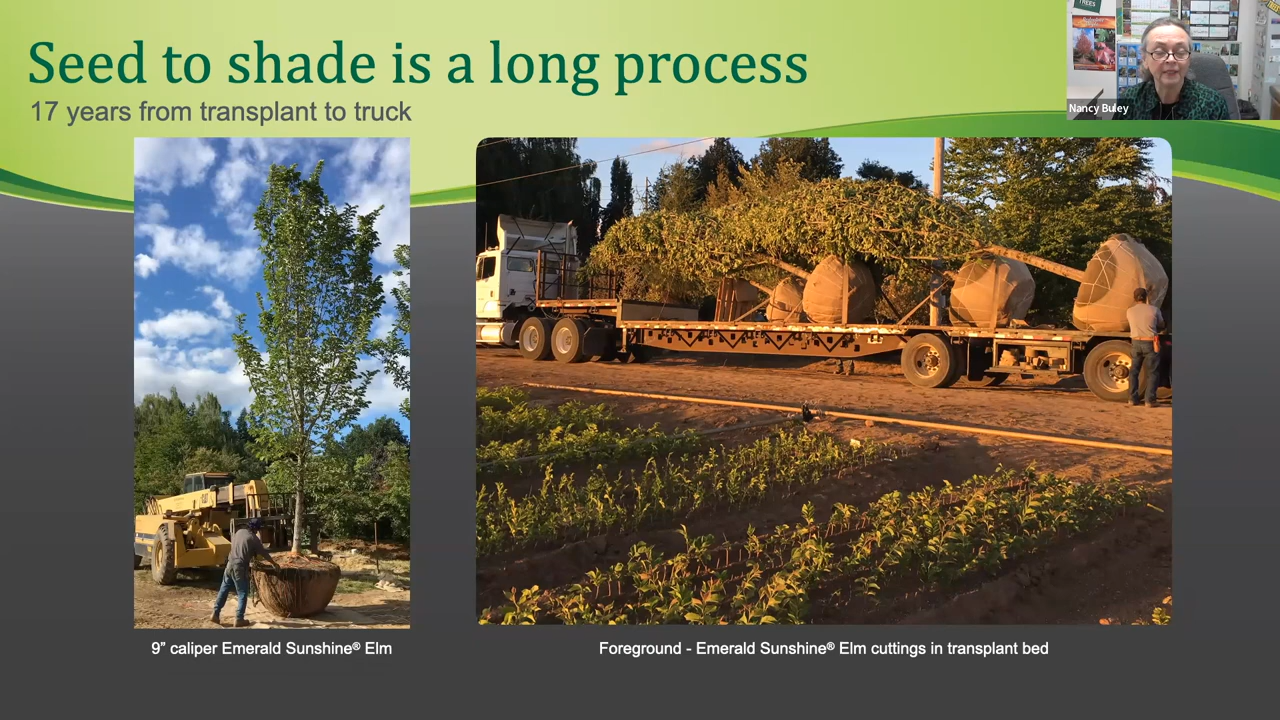 Seed to shade is a long process
17 years from transplant to truck
TREES
Nancy Buley
9” caliper Emerald Sunshine® Elm
Foreground - Emerald Sunshine® Elm cuttings in transplant bed